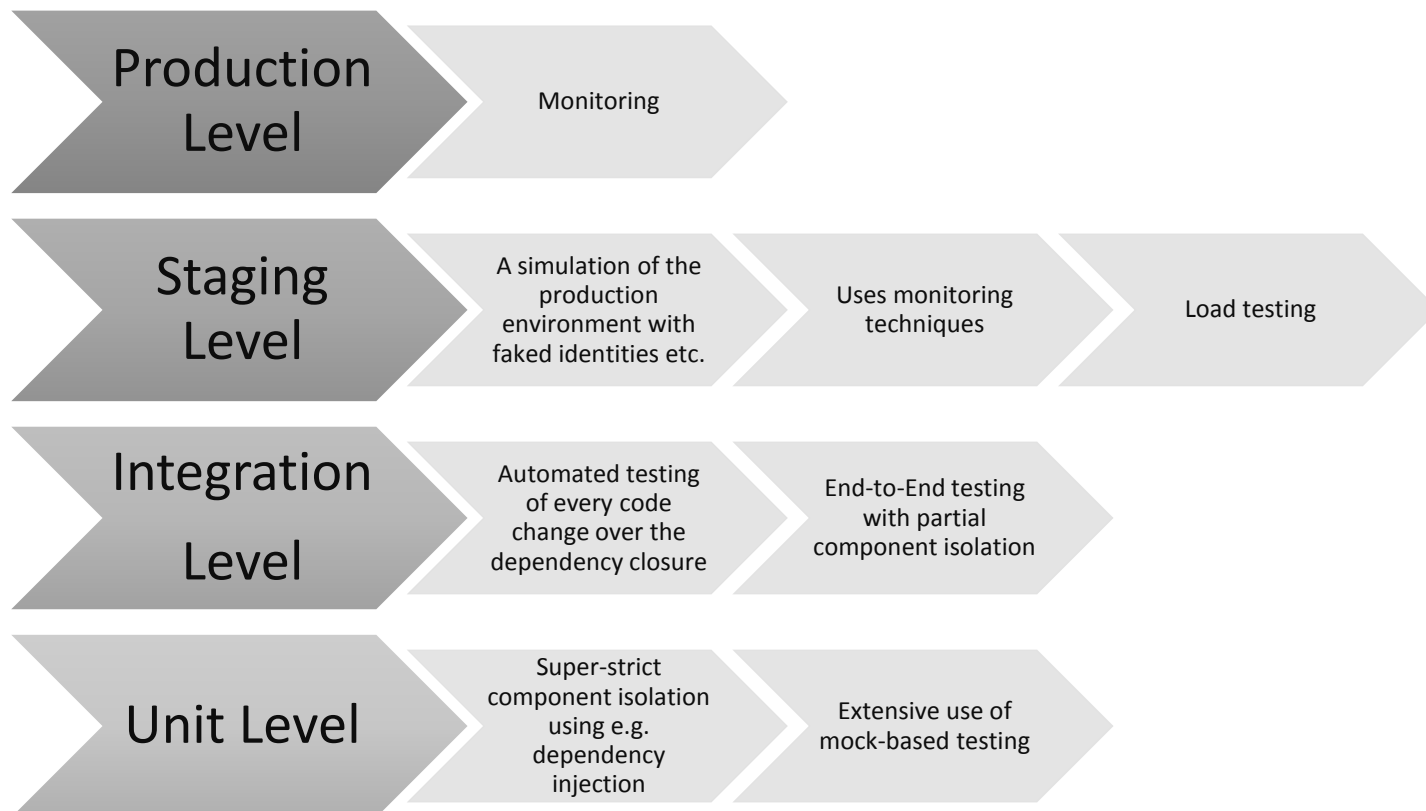 Production
Level
Monitoring
Staging
Level
A simulation of the
production
environment with
faked identities etc.
Uses monitoring
techniques
Load testing
Integration
Level
Automated testing
of every code
change over the
dependency closure
End-to-End testing
with partial
component isolation
Unit Level
Super-strict
component isolation
using e.g.
dependency
injection
Extensive use of
mock-based testing